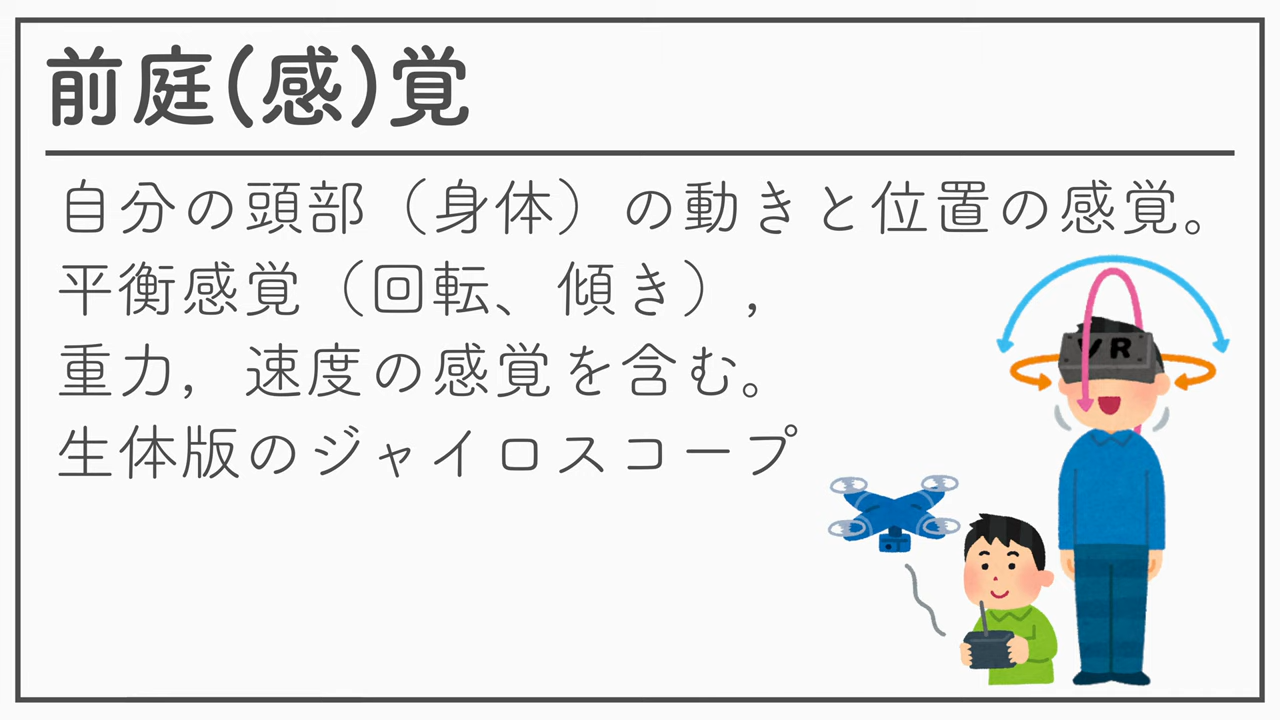 前庭(感)覚
自分の頭部（身体）の動きと位置の感覚。
平衡感覚（回転、傾き）,
重力，速度の感覚を含む。
生体版のジャイロスコープ
VR